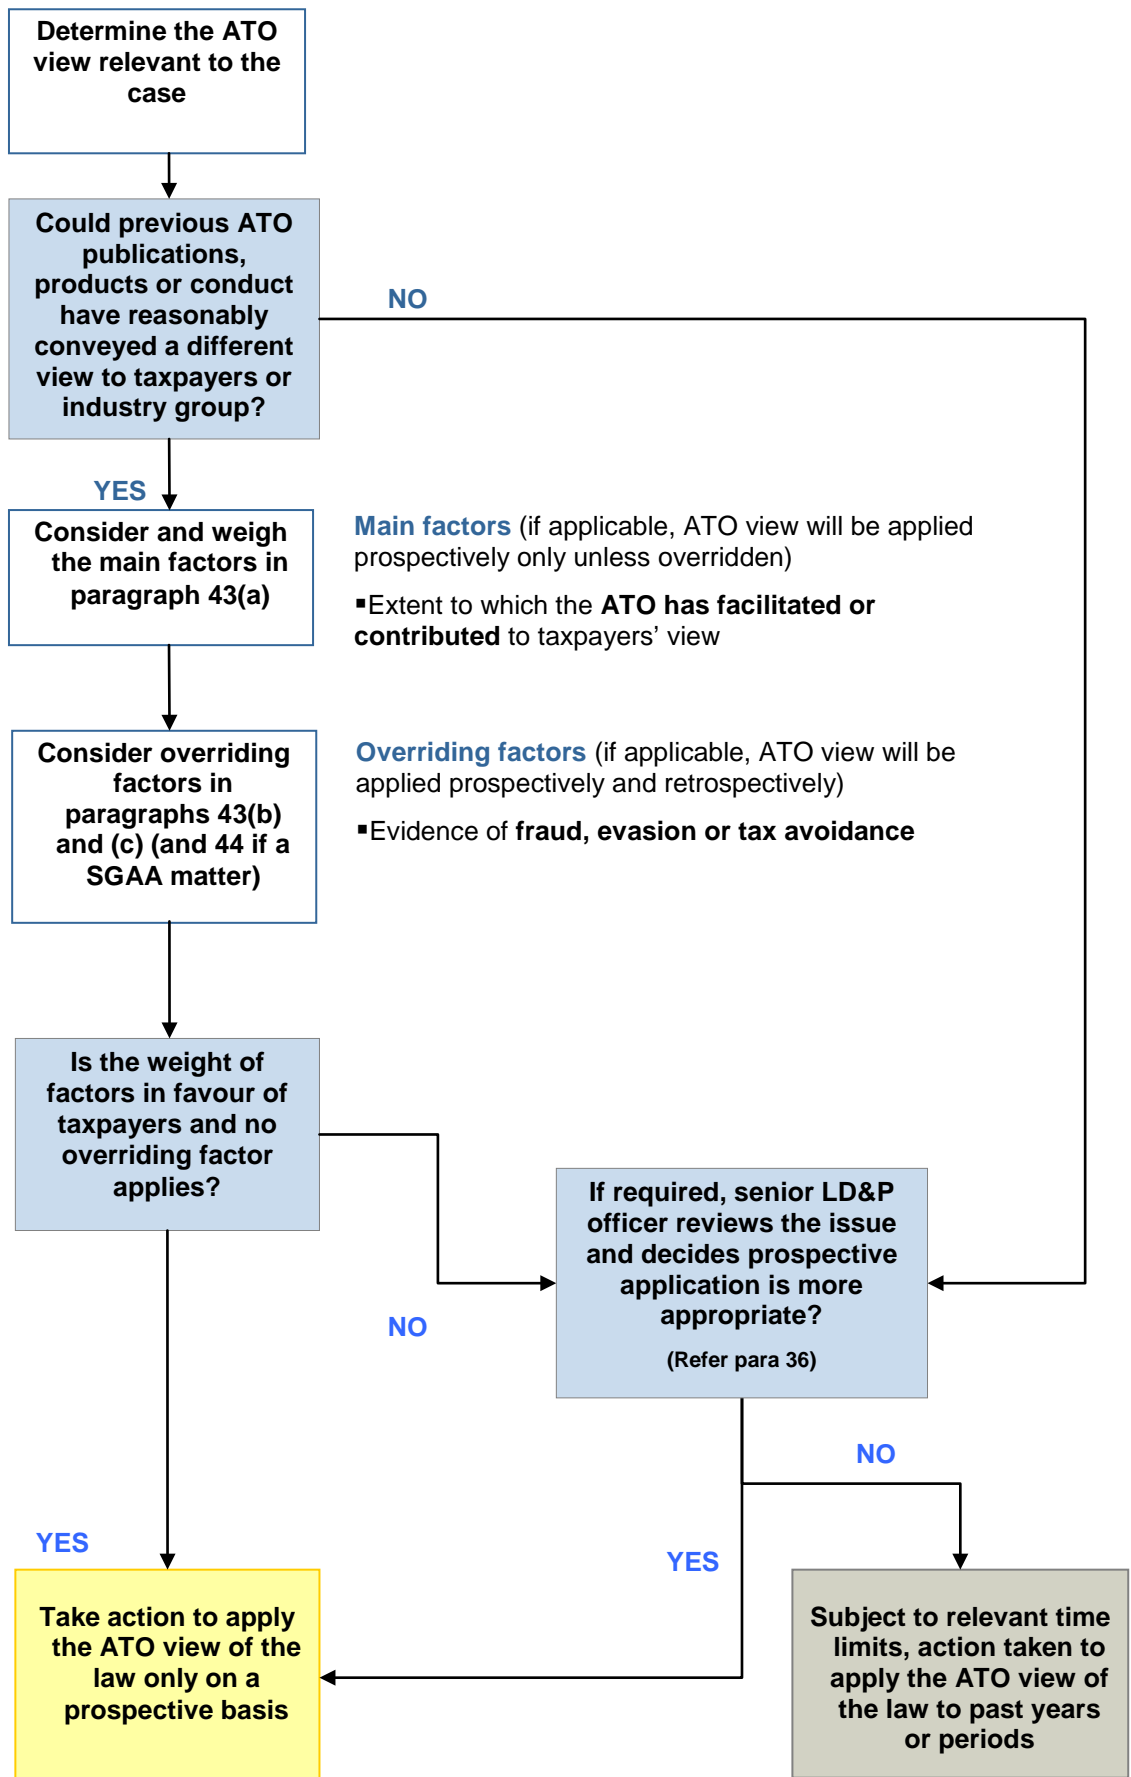 Determine the ATO
view relevant to the
case
Could previous ATO
publications,
products or conduct
have reasonably
conveyed a different
view to taxpayers or
industry group?
NO
YES
Consider and weigh
the main factors in
paragraph 43(a)
Main factors (if applicable, ATO view will be applied
prospectively only unless overridden)
▪Extent to which the ATO has facilitated or
contributed to taxpayers’ view
Consider overriding
factors in
paragraphs 43(b)
and (c) (and 44 if a
SGAA matter)
Overriding factors (if applicable, ATO view will be
applied prospectively and retrospectively)
▪Evidence of fraud, evasion or tax avoidance
Is the weight of
factors in favour of
taxpayers and no
overriding factor
applies?
NO
If required, senior LD&P
officer reviews the issue
and decides prospective
application is more
appropriate?
(Refer para 36)
NO
YES
YES
Take action to apply
the ATO view of the
law only on a
prospective basis
Subject to relevant time
limits, action taken to
apply the ATO view of
the law to past years
or periods